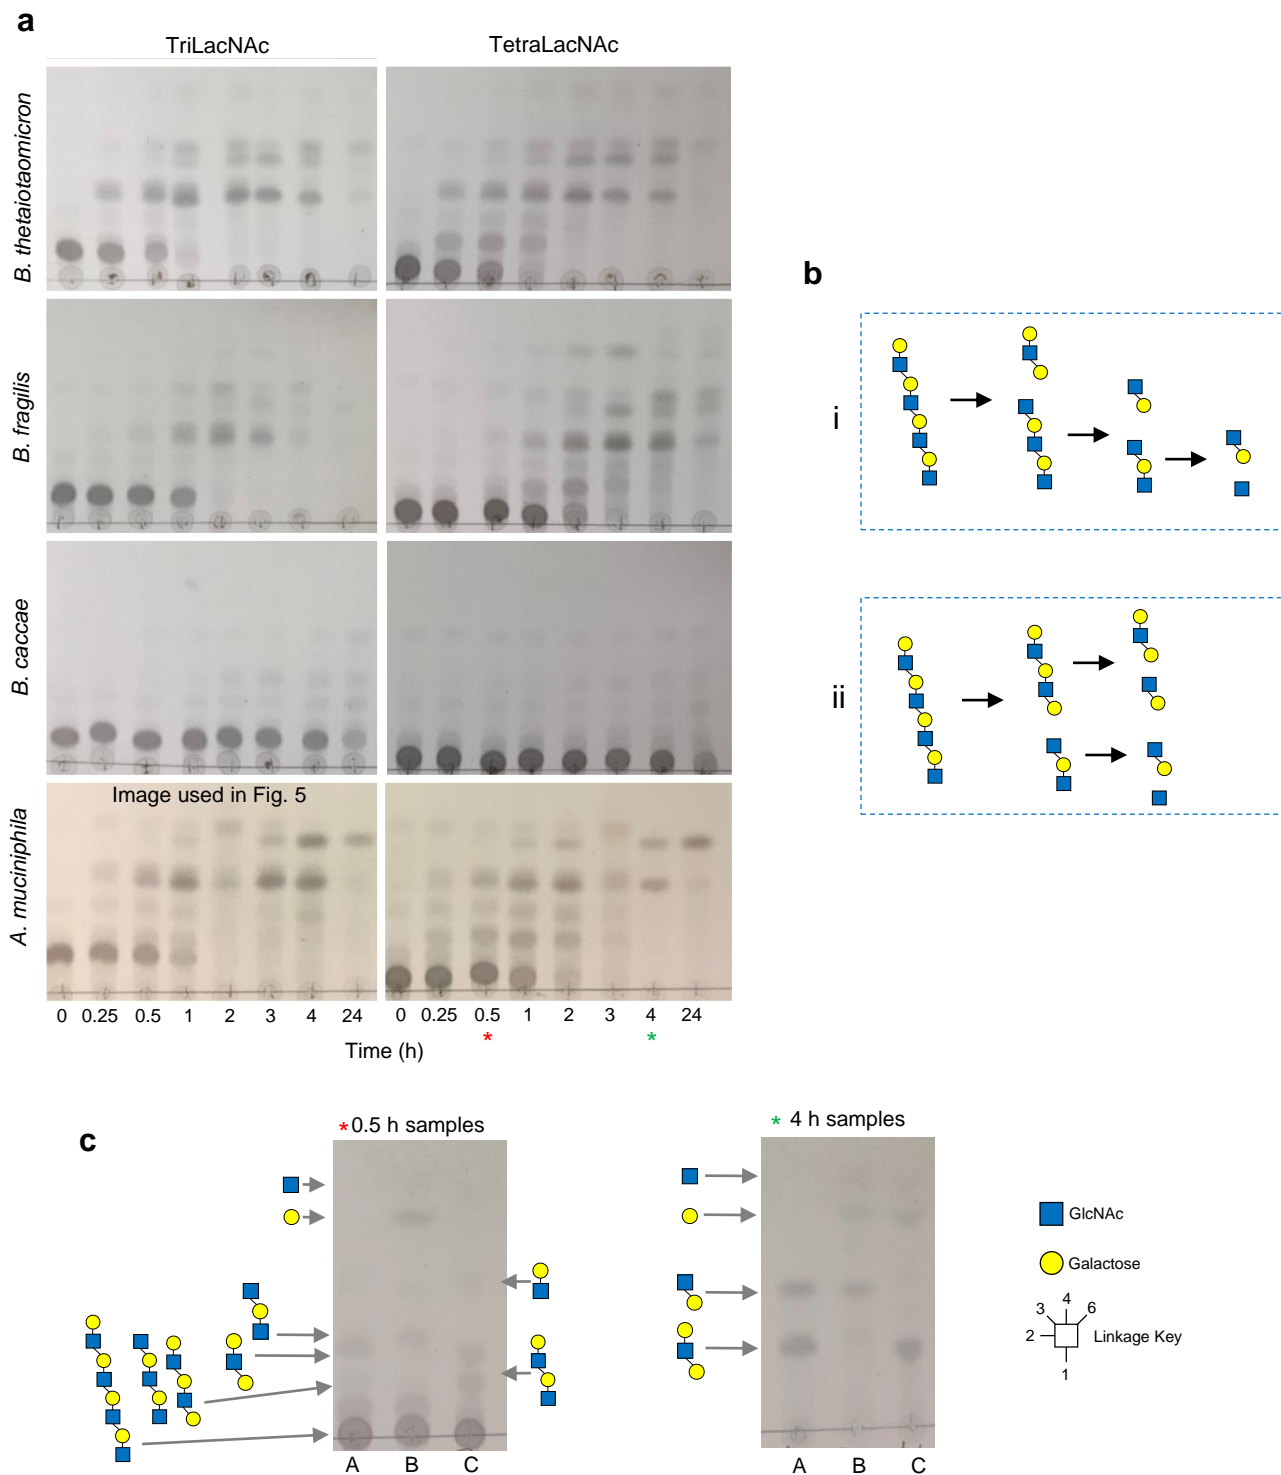 a
TriLacNAc
TetraLacNAc
B. thetaiotaomicron
B. fragilis
B. caccae
A. muciniphila
Image used in Fig. 5
0 0.25 0.5 1 2 3 4 24
0 0.25 0.5 1 2 3 4 24
* *
Time (h)
b
i
ii
c
* 0.5 h samples
A B C
* 4 h samples
A B C
GlcNAc
Galactose
3 4 6
2
1
Linkage Key